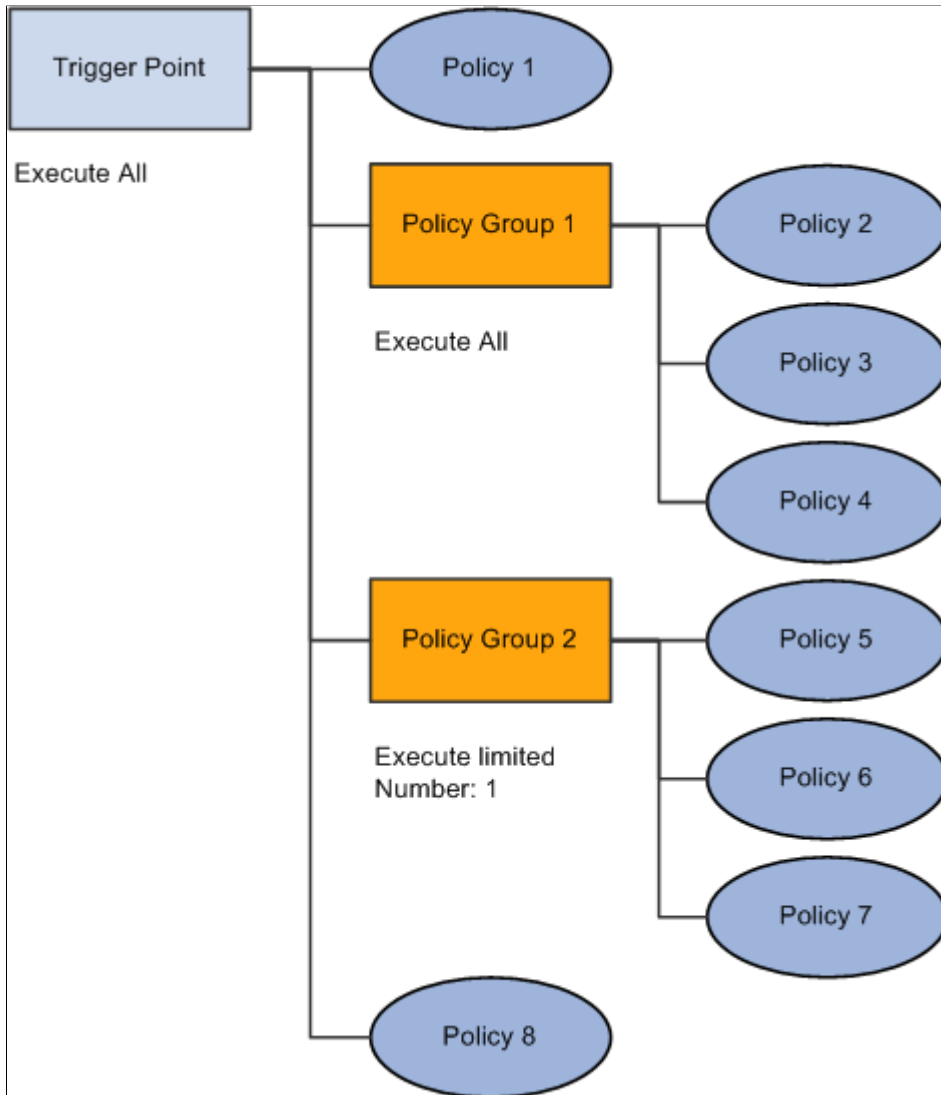 Trigger Point
Policy 1
Execute All
Policy Group 1
Policy 2
Execute All
Policy 3
Policy 4
Policy Group 2
Policy 5
Execute limited
Number: 1
Policy 6
Policy 7
Policy 8